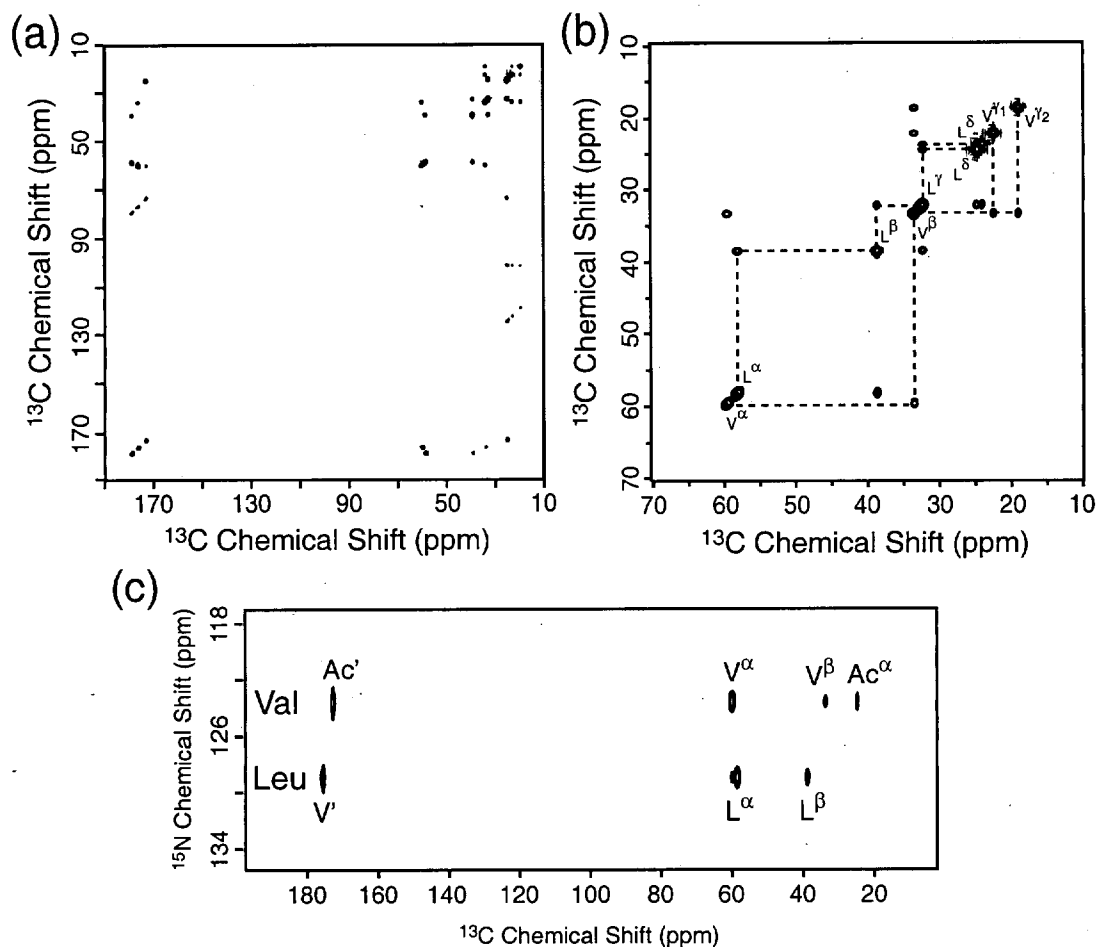 (a)
10
50
90
130
170
13C Chemical Shift (ppm)
170 130 90 50 10
13C Chemical Shift (ppm)
(b)
10
20
30
40
50
60
70
13C Chemical Shift (ppm)
Lδ Vγ1 Vγ2
Lδ
Lγ
Lβ Vβ
Lα
Vα
70 60 50 40 30 20 10
13C Chemical Shift (ppm)
(c)
118
126
134
15N Chemical Shift (ppm)
Ac' Vα Vβ Acα
Val
Leu
V' Lα Lβ
180 160 140 120 100 80 60 40 20
13C Chemical Shift (ppm)